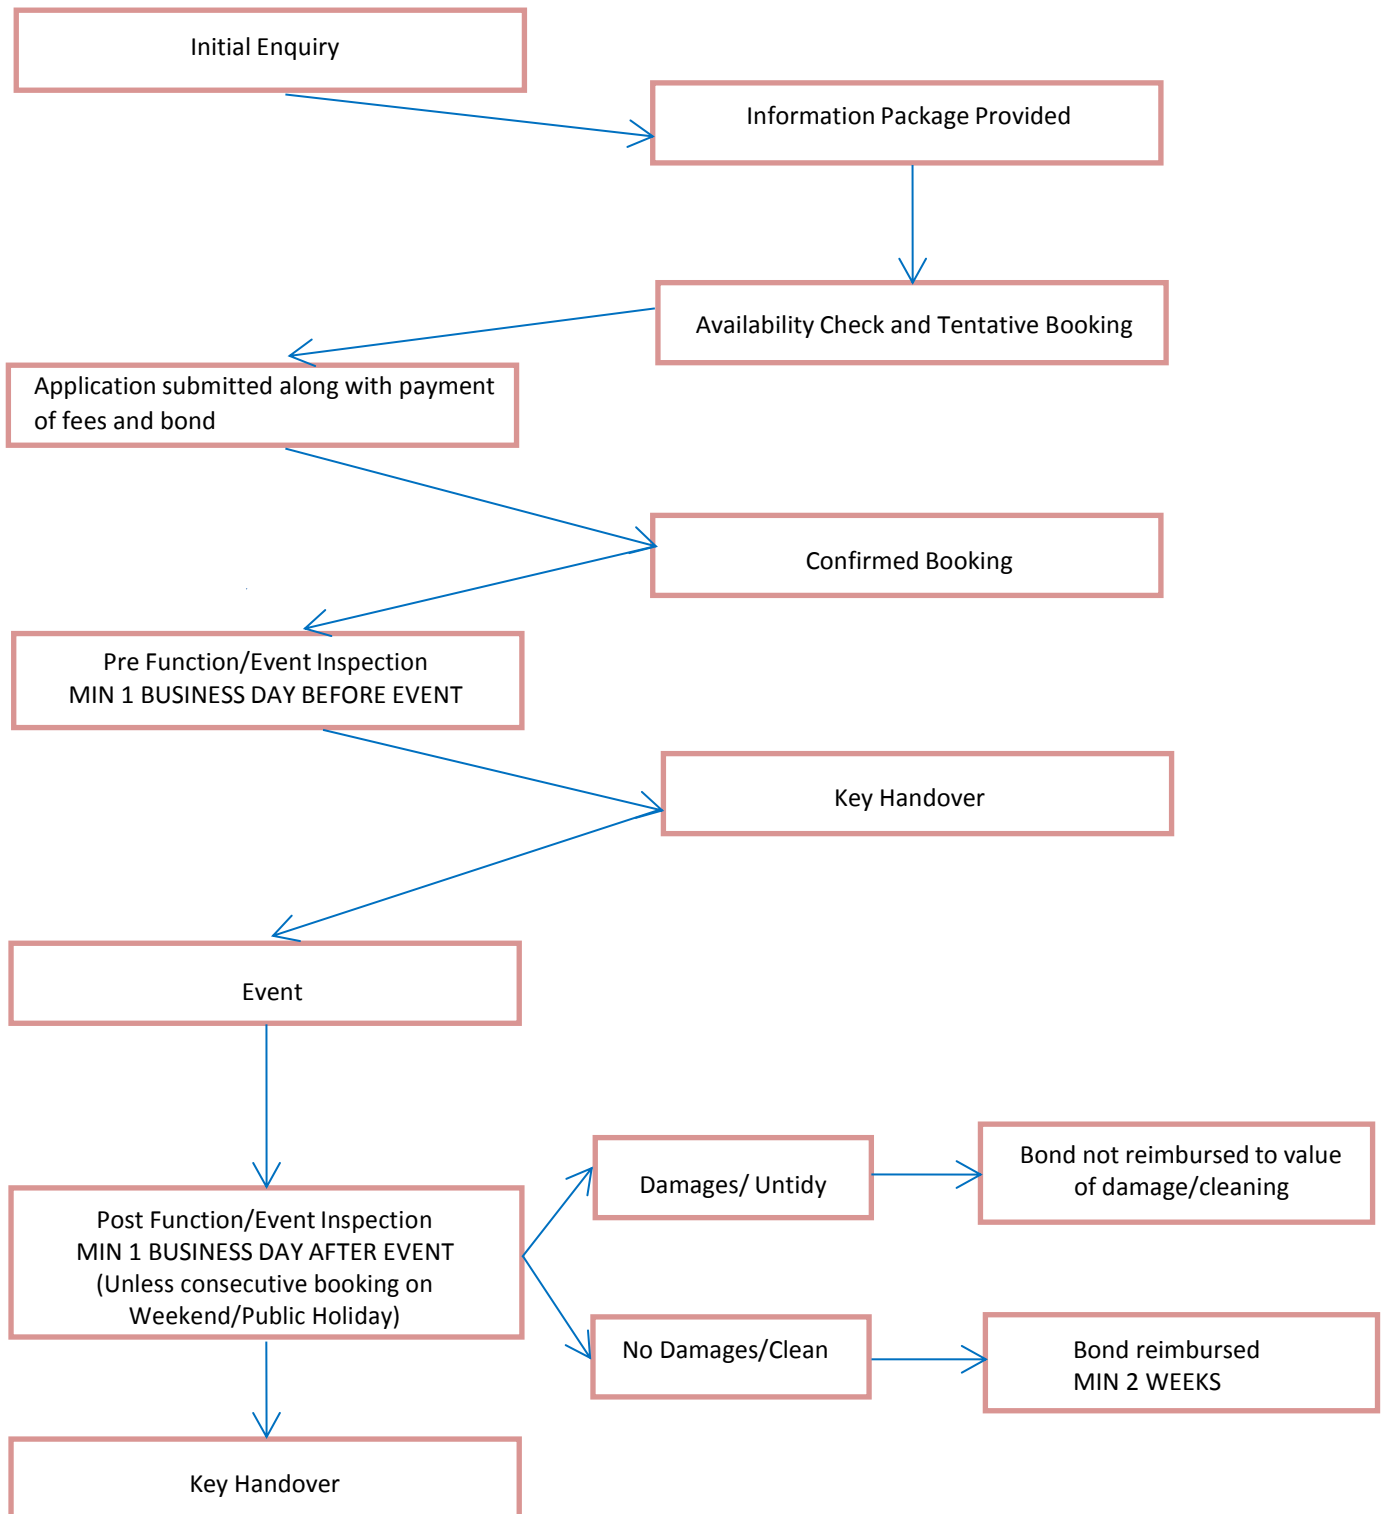 Initial Enquiry
Information Package Provided
Availability Check and Tentative Booking
Application submitted along with payment
of fees and bond
Confirmed Booking
Pre Function/Event Inspection
MIN 1 BUSINESS DAY BEFORE EVENT
Key Handover
Event
Damages/ Untidy
Bond not reimbursed to value
of damage/cleaning
Post Function/Event Inspection
MIN 1 BUSINESS DAY AFTER EVENT
(Unless consecutive booking on
Weekend/Public Holiday)
No Damages/Clean
Bond reimbursed
MIN 2 WEEKS
Key Handover